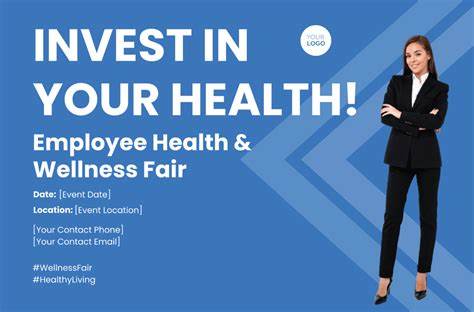 INVEST IN
YOUR HEALTH!
YOUR
LOGO
Employee Health &
Wellness Fair
Date: [Event Date]
Location: [Event Location]
[Your Contact Phone]
[Your Contact Email]
#WellnessFair
#HealthyLiving